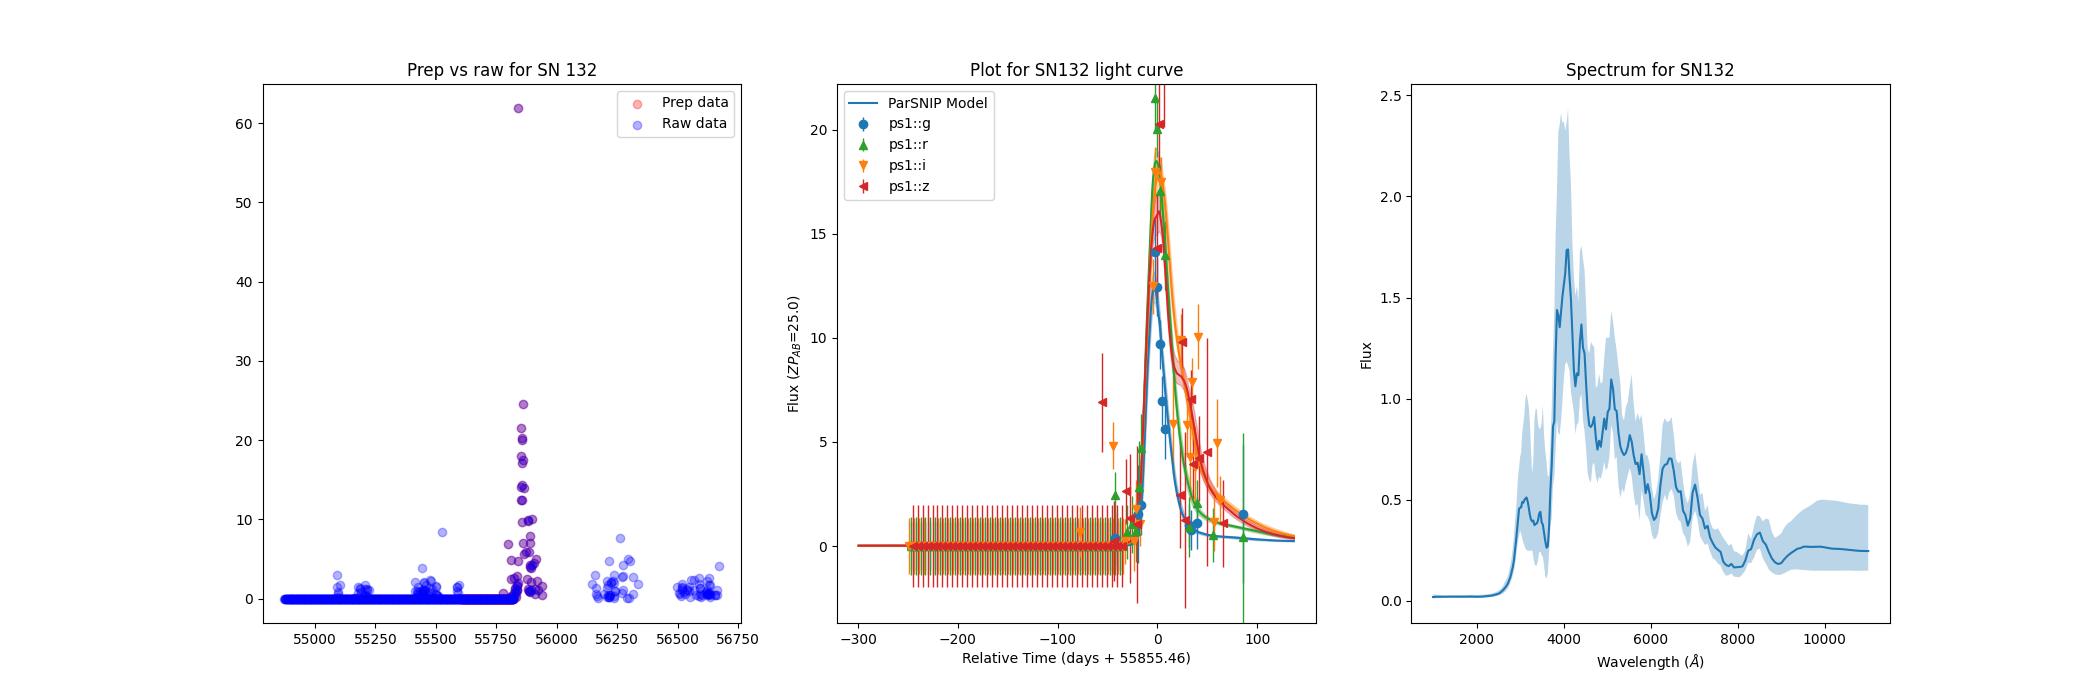 Prep vs raw for SN 132
Prep data
Raw data
60
50
40
30
20
10
0
55000
55250
55500
55750
56000
56250
56500
56750
Plot for SN132 light curve
ParSNIP Model
ps1::g
ps1::r
ps1::i
ps1::z
Flux (ZP_AB=25.0)
20
15
10
5
0
−300
−200
−100
0
100
Relative Time (days + 55855.46)
Spectrum for SN132
Flux
2.5
2.0
1.5
1.0
0.5
0.0
2000
4000
6000
8000
10000
Wavelength (Å)